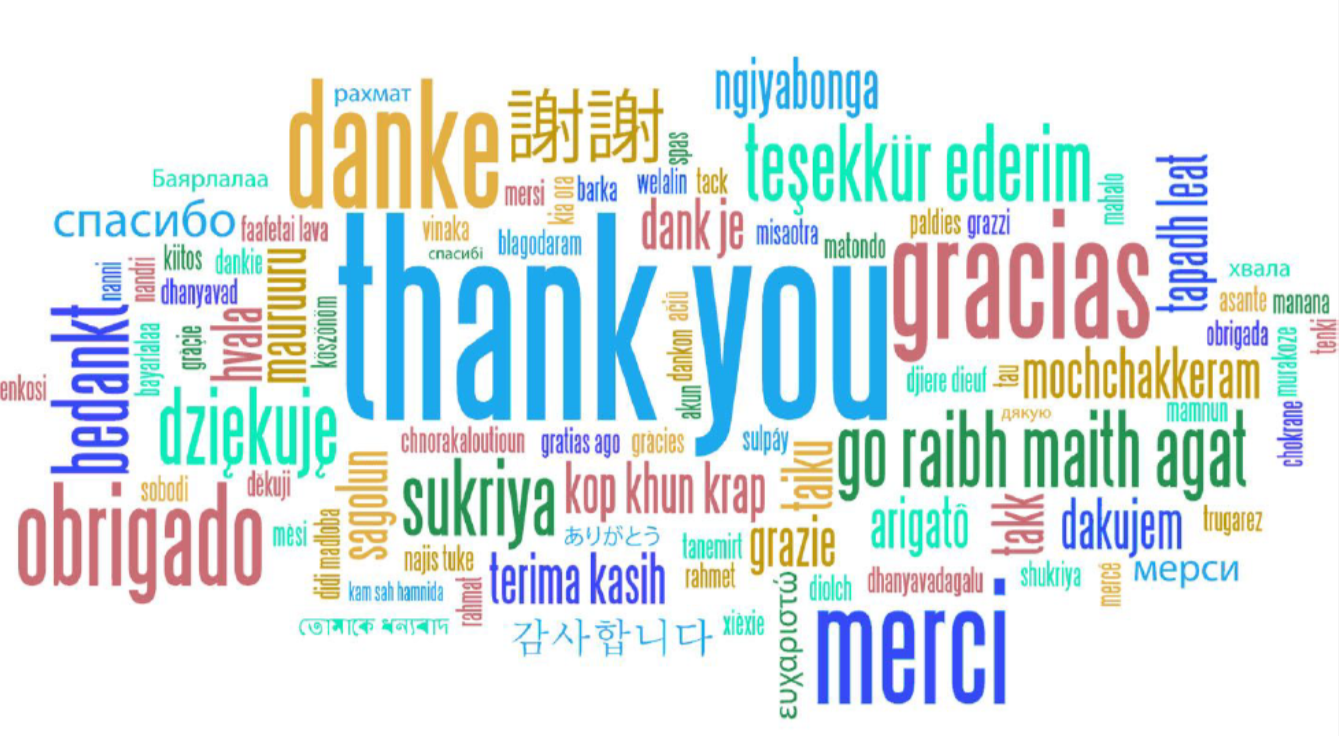 ngiyabonga
рахмат
danke
謝謝
spas
teşekkür ederim
Баярлалаа
mersi
kia ora
barka
welalin
tack
mahalo
tapadh leat
спасибо
faafetai lava
vinaka
спасибі
blagodaram
dank je
misaotra
matondo
paldies
grazzi
thank you
gracias
хвала
nanni
nandri
kiitos
dankie
dhanyavad
mauruuru
köszönöm
asante
manana
obrigada
tenki
bedankt
bayarlalaa
gràcie
hvala
dankon
aciū
akun
djiere dieuf
tau
mochchakkeram
murakoze
enkosi
dziękuję
дякую
mamnun
chokrane
chnorakaloutioun
gratias ago
gràcies
sulpáy
go raibh maith agat
sobodi
děkuji
sagolun
sukriya
kop khun krap
taiku
obrigado
mési
didi madloba
najis tuke
ありがとう
tanemirt
grazie
arigatô
takk
dakujem
trugarez
kam sah hamnida
rahmat
terima kasih
rahmet
diolch
dhanyavadagalu
shukriya
mercé
мерси
তোমাকে ধন্যবাদ
감사합니다
xièxie
ευχαριστώ
merci